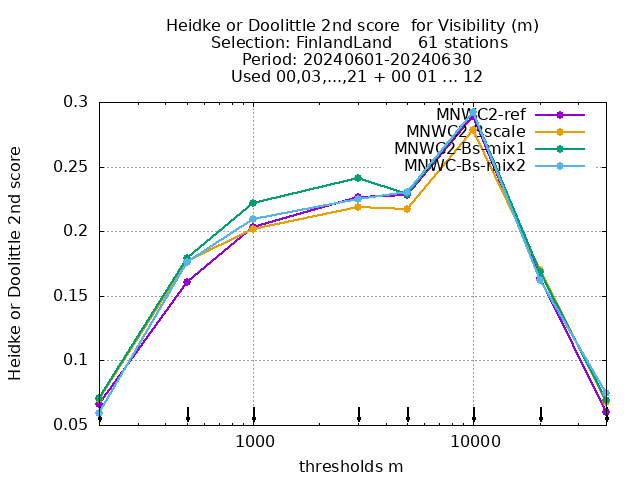 Heidke or Doolittle 2nd score  for Visibility (m)
Selection: FinlandLand     61 stations
Period: 20240601-20240630
Used 00,03,...,21 + 00 01 ... 12
MNWC2-ref
MNWC2-Bs-mix1
MNWC-Bs-mix2
0.3
0.25
0.2
0.15
0.1
0.05
Heidke or Doolittle 2nd score
1000
10000
thresholds m